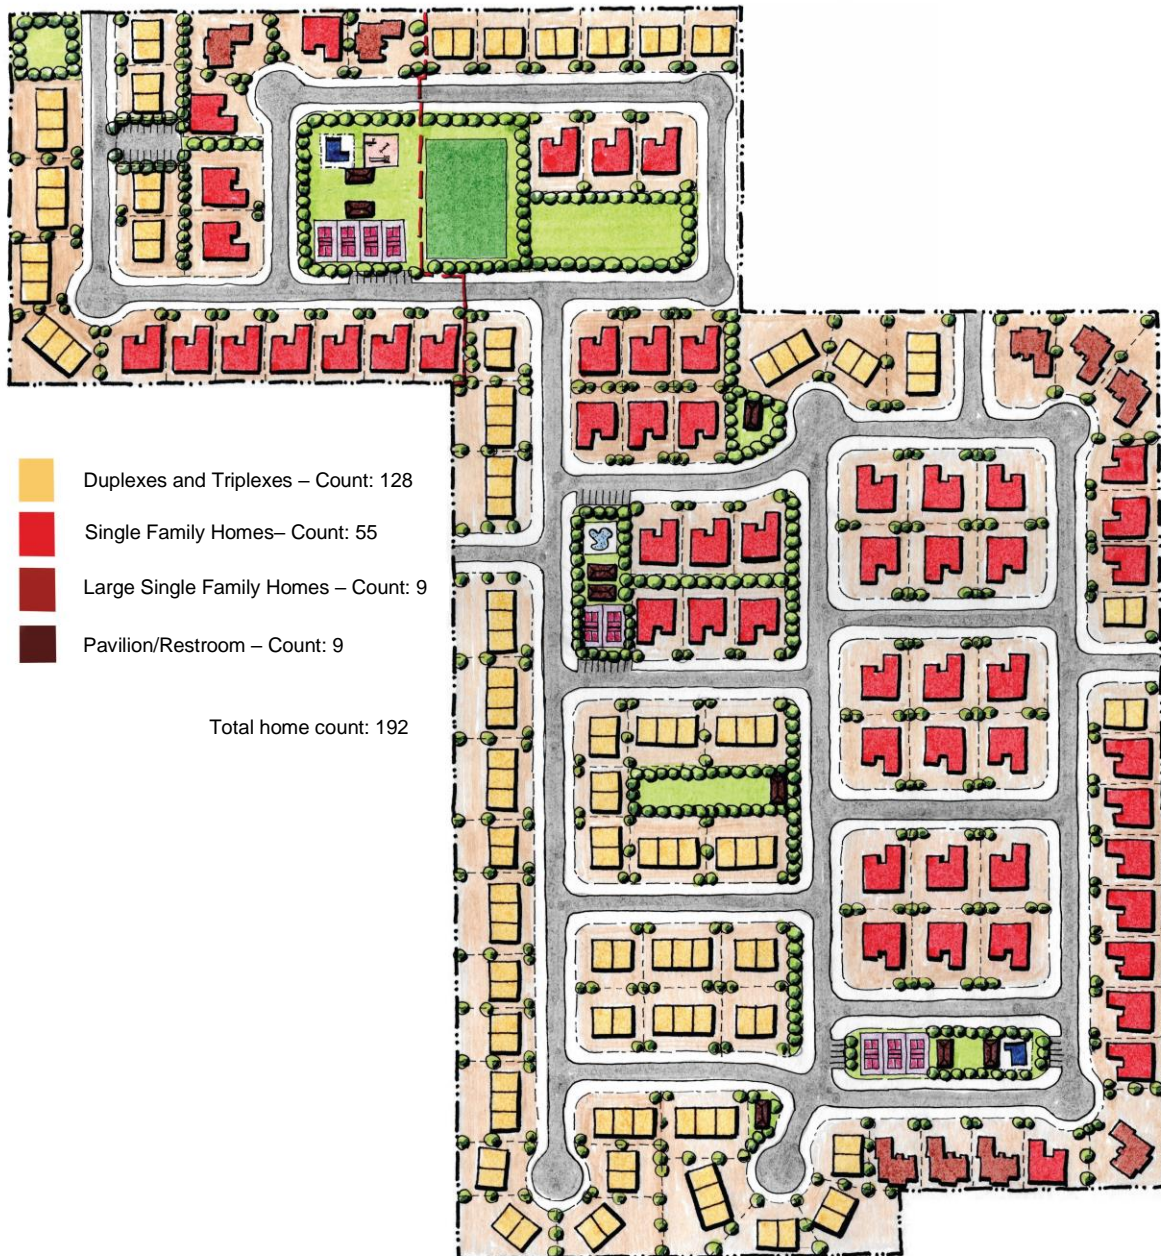 Duplexes and Triplexes – Count: 128
Single Family Homes– Count: 55
Large Single Family Homes – Count: 9
Pavilion/Restroom – Count: 9
Total home count: 192